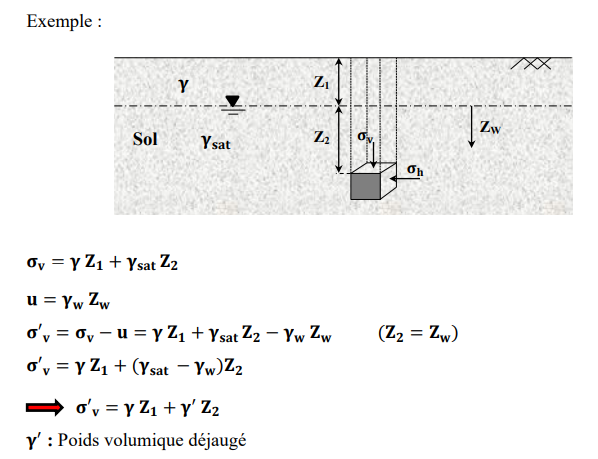 Exemple :
γ
Z₁
Sol
γsat
Z₂
σv
Zw
σh
σv = γ Z₁ + γsat Z₂
u = γw Zw
σ′v = σv − u = γ Z₁ + γsat Z₂ − γw Zw (Z₂ = Zw)
σ′v = γ Z₁ + (γsat − γw)Z₂
σ′v = γ Z₁ + γ′ Z₂
γ′ : Poids volumique déjaugé